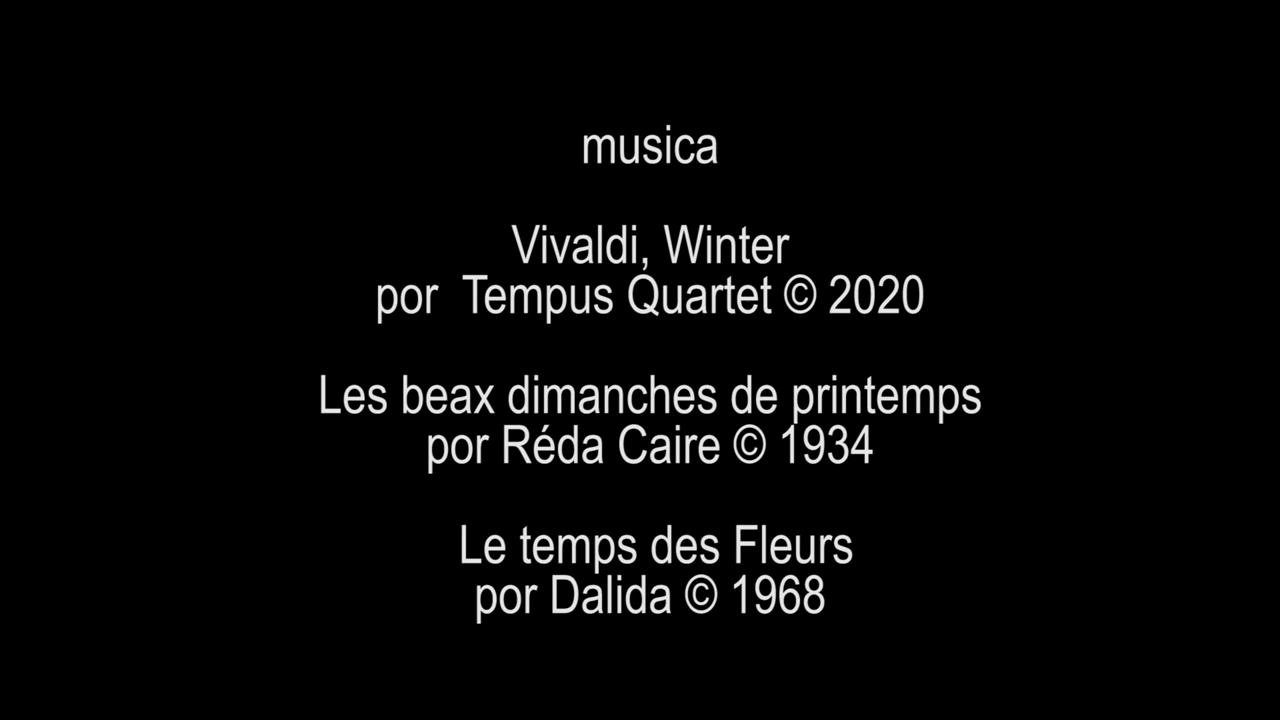 musica
Vivaldi, Winter
por  Tempus Quartet © 2020
Les beax dimanches de printemps
por Réda Caire © 1934
Le temps des Fleurs
por Dalida © 1968